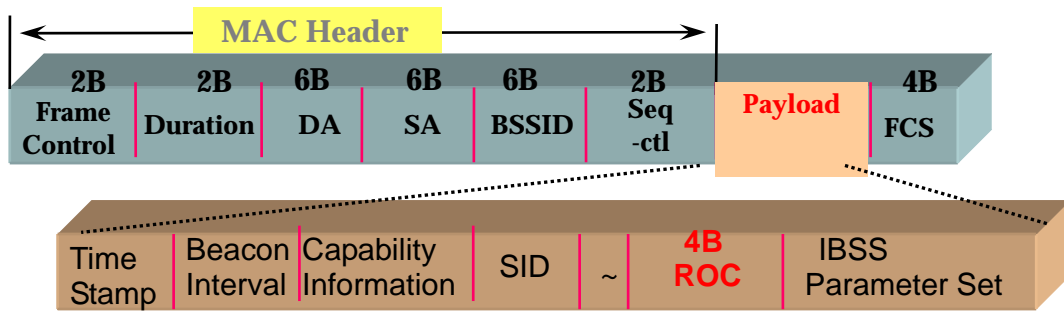 MAC Header
2B 2B 6B 6B 6B 2B 4B
Frame Control
Duration
DA
SA
BSSID
Seq -ctl
Payload
FCS
Time Stamp
Beacon Interval
Capability Information
SID
~
4B ROC
IBSS Parameter Set